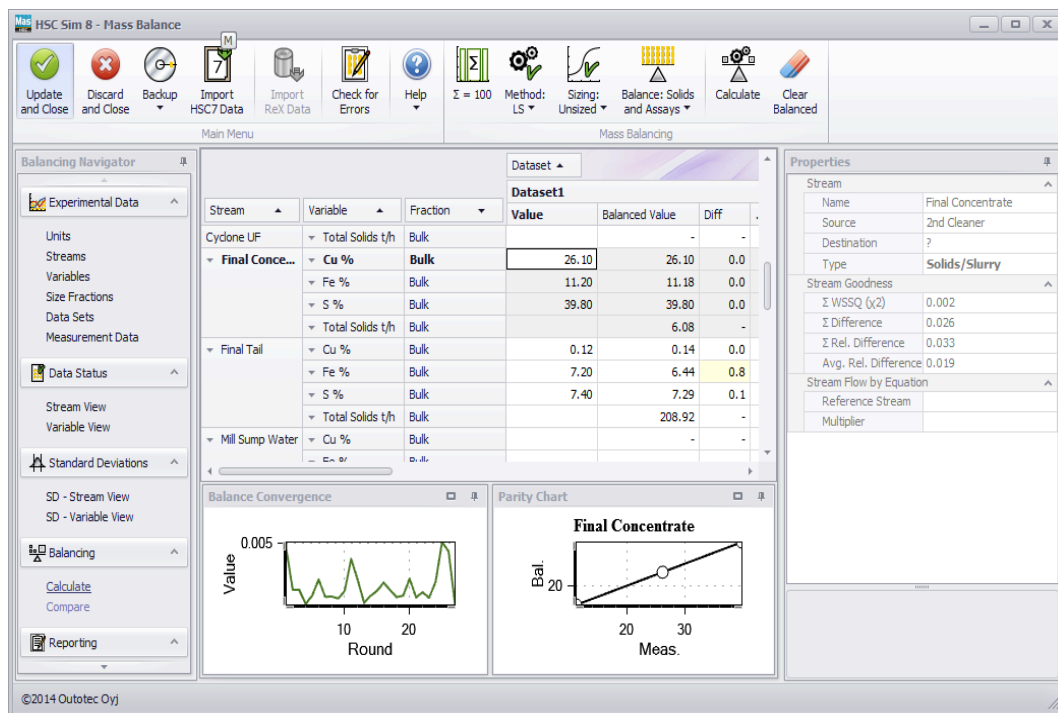 Mas HSC Sim 8 - Mass Balance
M
Update and Close
Discard and Close
Backup
7
Import HSC7 Data
Import ReX Data
Check for Errors
Help
Σ = 100
Method: LS
Sizing: Unsized
Balance: Solids and Assays
Calculate
Clear Balanced
Main Menu
Mass Balancing
Balancing Navigator
Experimental Data
Units
Streams
Variables
Size Fractions
Data Sets
Measurement Data
Data Status
Stream View
Variable View
Standard Deviations
SD - Stream View
SD - Variable View
Balancing
Calculate
Compare
Reporting
Dataset
Dataset1
Stream Variable Fraction Value Balanced Value Diff
Cyclone UF Total Solids t/h Bulk - -
Final Conce... Cu % Bulk 26.10 26.10 0.0
Fe % Bulk 11.20 11.18 0.0
S % Bulk 39.80 39.80 0.0
Total Solids t/h Bulk 6.08 -
Final Tail Cu % Bulk 0.12 0.14 0.0
Fe % Bulk 7.20 6.44 0.8
S % Bulk 7.40 7.29 0.1
Total Solids t/h Bulk 208.92 -
Mill Sump Water Cu % Bulk - -
Fe % Bulk
Balance Convergence
0.005
Value
10 20
Round
Parity Chart
Final Concentrate
Bal.
20
20 30
Meas.
Properties
Stream
Name Final Concentrate
Source 2nd Cleaner
Destination ?
Type Solids/Slurry
Stream Goodness
Σ WSSQ (χ2) 0.002
Σ Difference 0.026
Σ Rel. Difference 0.033
Avg. Rel. Difference 0.019
Stream Flow by Equation
Reference Stream
Multiplier
©2014 Outotec Oyj